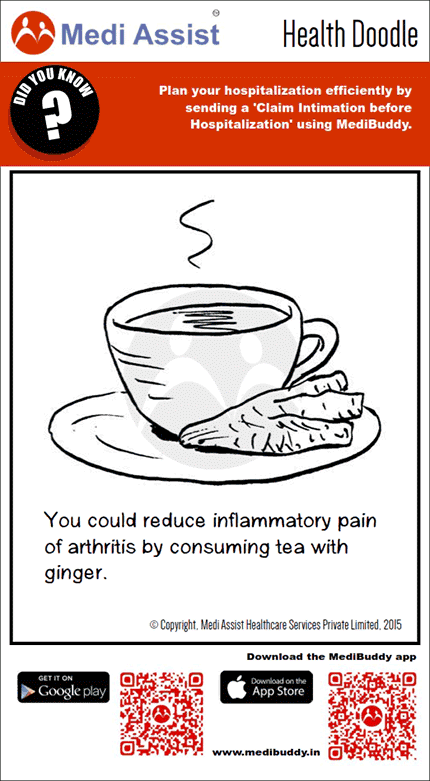 Medi Assist
Health Doodle
DID YOU KNOW
?
Plan your hospitalization efficiently by
sending a 'Claim Intimation before
Hospitalization' using MediBuddy.
You could reduce inflammatory pain
of arthritis by consuming tea with
ginger.
© Copyright. Medi Assist Healthcare Services Private Limited. 2015
Download the MediBuddy app
GET IT ON
Google play
Download on the
App Store
www.medibuddy.in